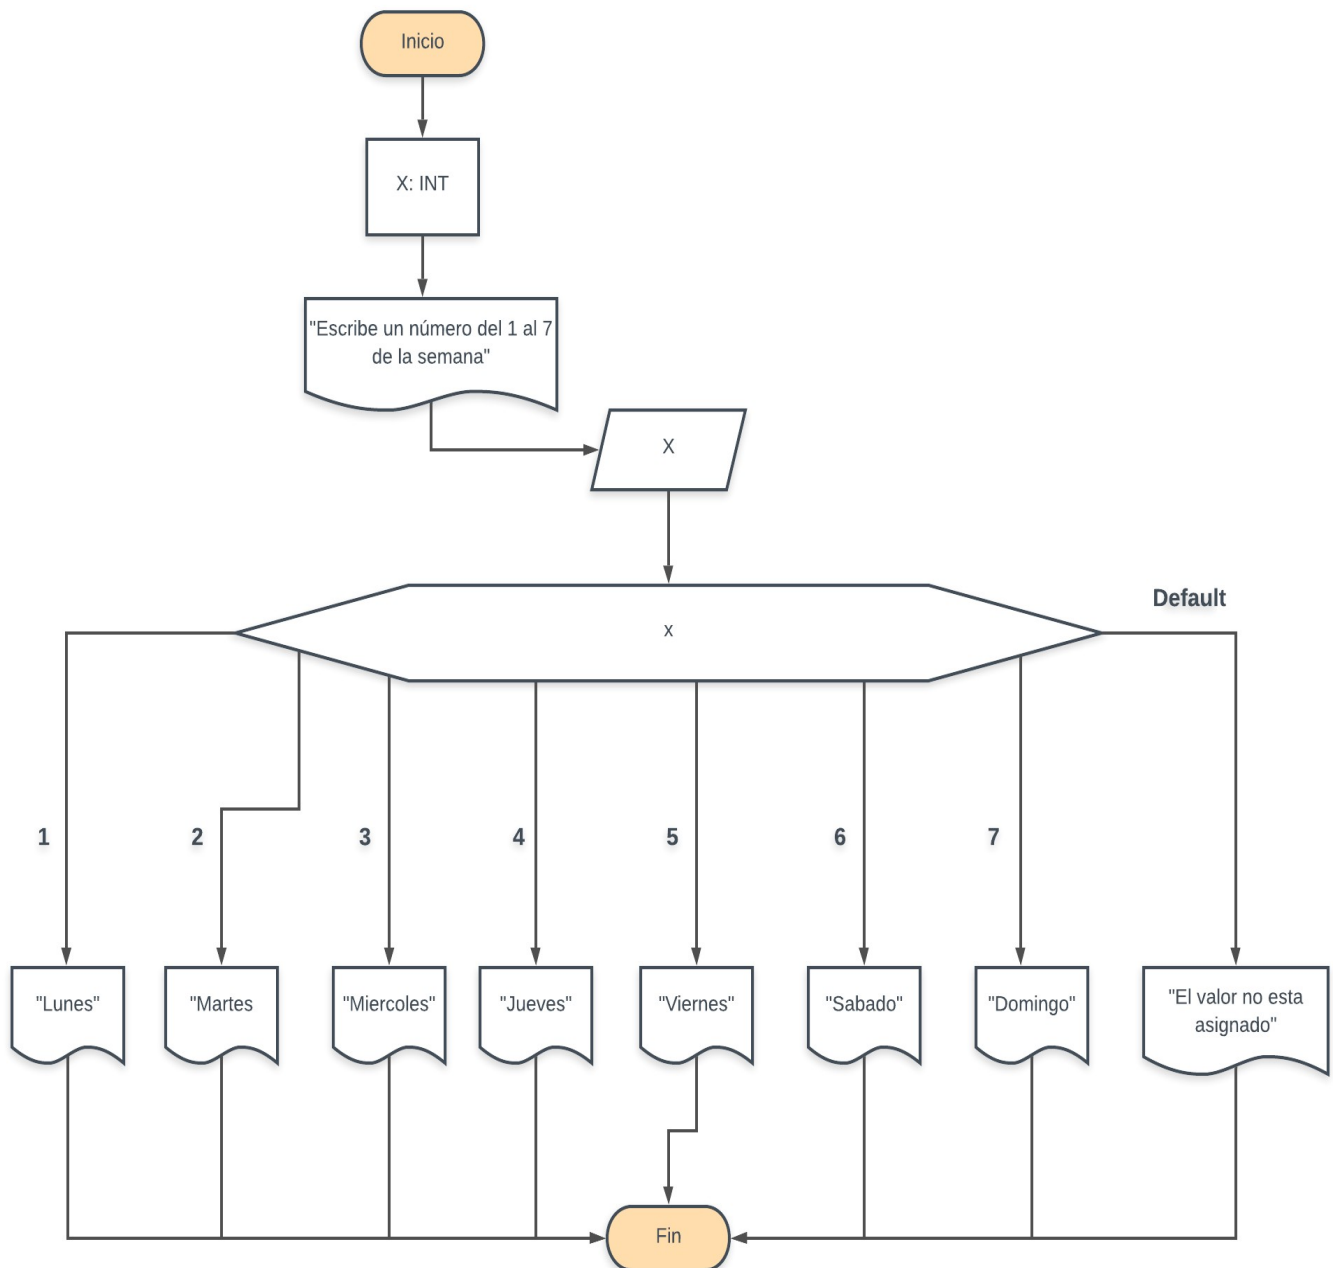 Inicio
X: INT
"Escribe un número del 1 al 7
de la semana"
X
Default
x
1
2
3
4
5
6
7
"Lunes"
"Martes
"Miercoles"
"Jueves"
"Viernes"
"Sabado"
"Domingo"
"El valor no esta
asignado"
Fin